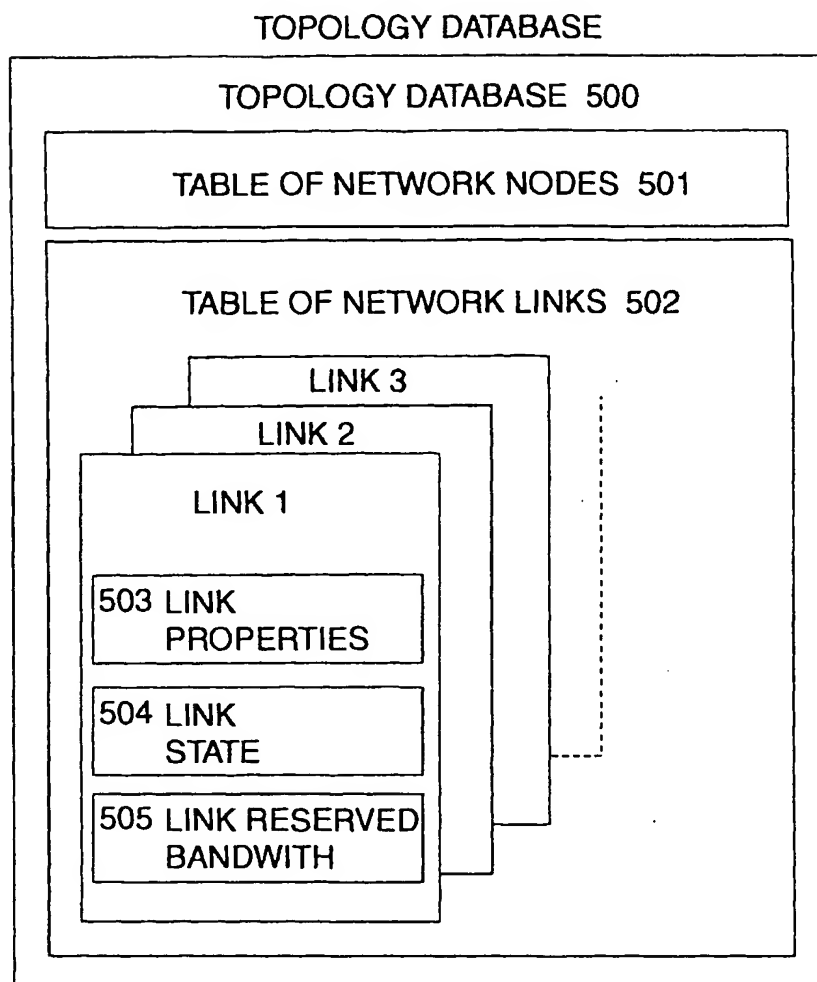 TOPOLOGY DATABASE
TOPOLOGY DATABASE 500
TABLE OF NETWORK NODES 501
TABLE OF NETWORK LINKS 502
LINK 3
LINK 2
LINK 1
503 LINK
PROPERTIES
504 LINK
STATE
505 LINK RESERVED
BANDWITH